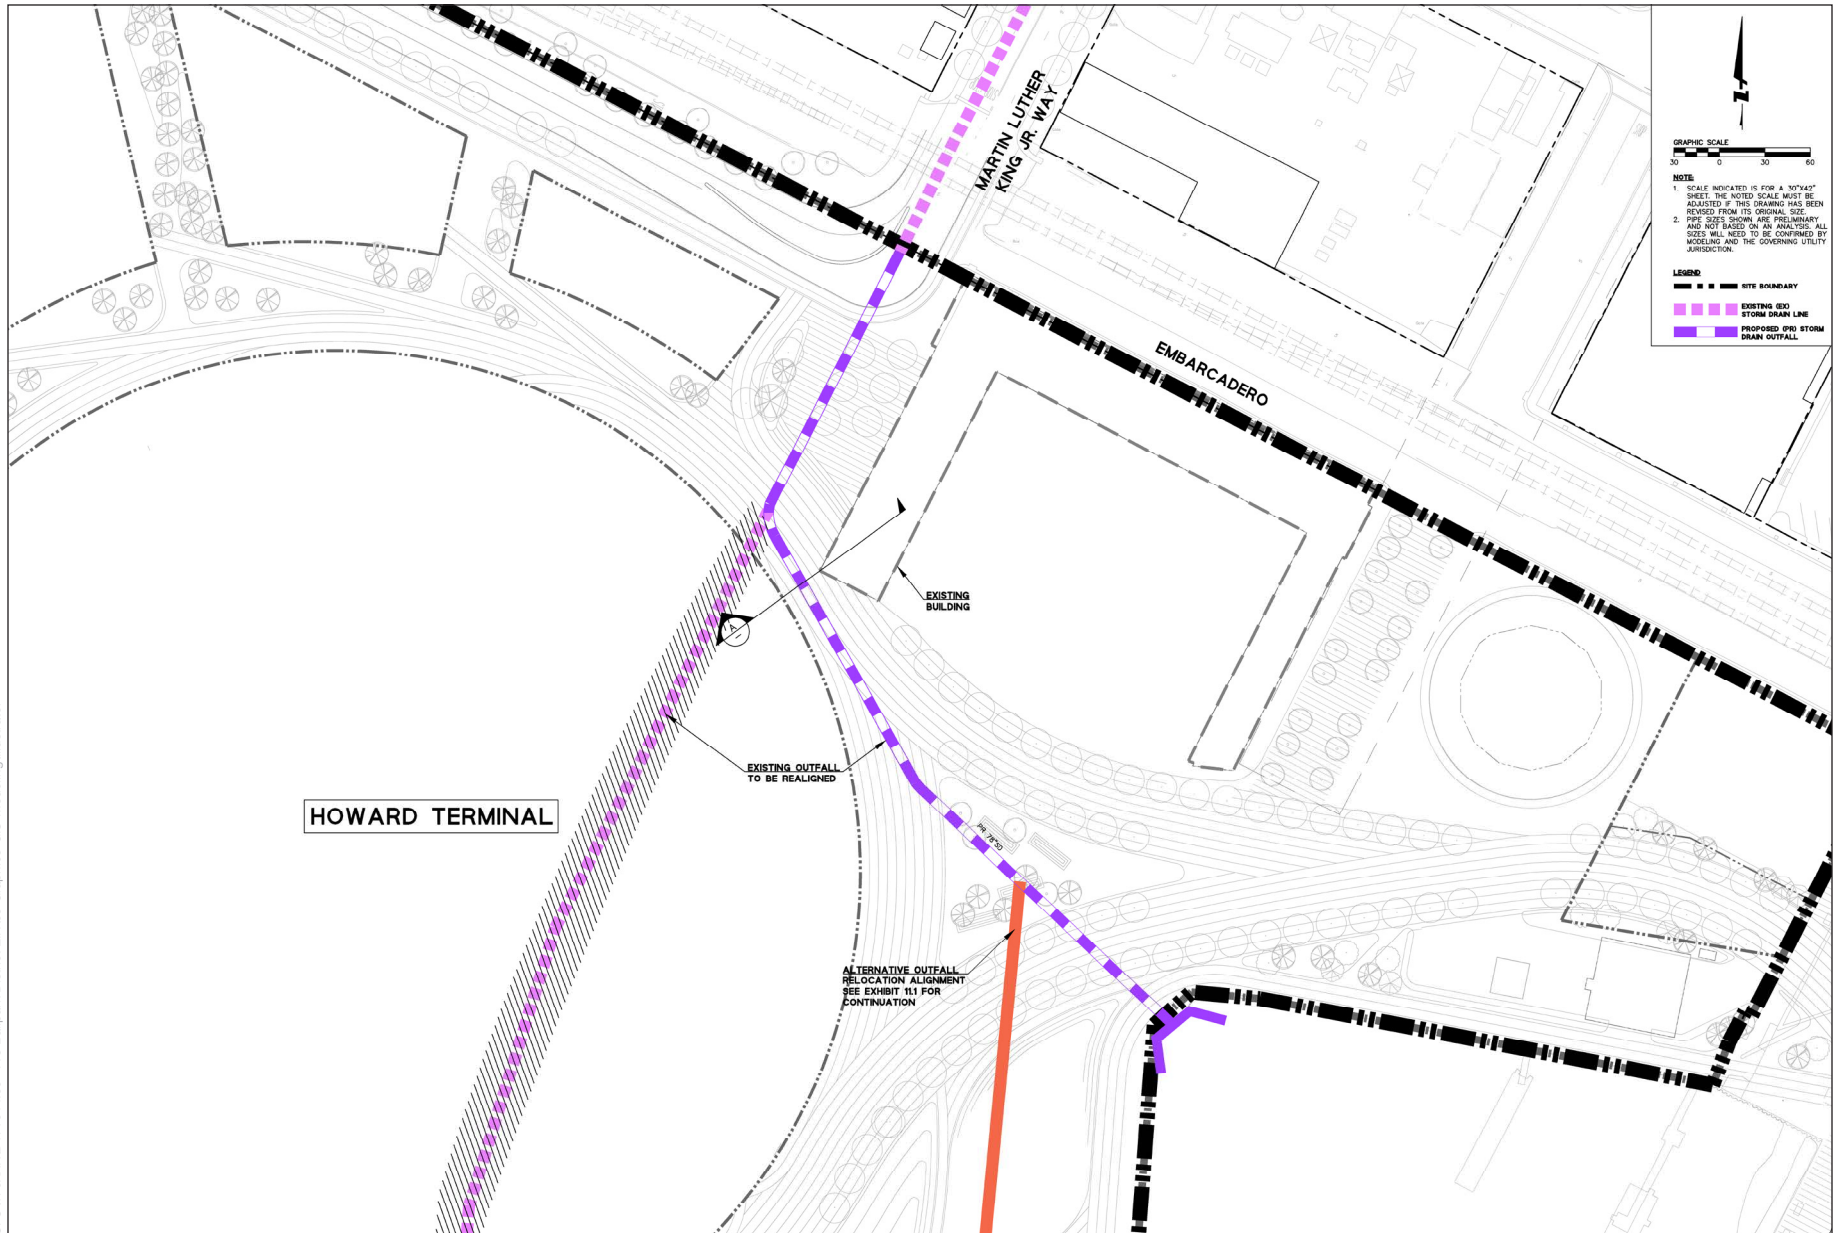 MARTIN LUTHER
KING JR. WAY
EMBARCADERO
GRAPHIC SCALE
30 0 30 60
NOTE:
1. SCALE INDICATED IS FOR A 30"X42"
SHEET. THE NOTED SCALE MUST BE
ADJUSTED IF THIS DRAWING HAS BEEN
REVISED FROM ITS ORIGINAL SIZE.
2. PIPE SIZES SHOWN ARE PRELIMINARY
AND NOT BASED ON AN ANALYSIS. ALL
SIZES WILL NEED TO BE CONFIRMED BY
MODELING AND THE GOVERNING UTILITY
JURISDICTION.
LEGEND
SITE BOUNDARY
EXISTING (EX)
STORM DRAIN LINE
PROPOSED (PR) STORM
DRAIN OUTFALL
EXISTING
BUILDING
A
EXISTING OUTFALL
TO BE REALIGNED
HOWARD TERMINAL
PR 78"SD
ALTERNATIVE OUTFALL
RELOCATION ALIGNMENT
SEE EXHIBIT 11.1 FOR
CONTINUATION